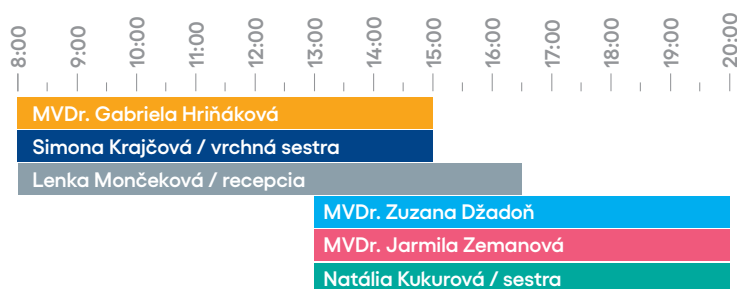 8:00
9:00
10:00
11:00
12:00
13:00
14:00
15:00
16:00
17:00
18:00
19:00
20:00
MVDr. Gabriela Hriňáková
Simona Krajčová / vrchná sestra
Lenka Mončeková / recepcia
MVDr. Zuzana Džadoň
MVDr. Jarmila Zemanová
Natália Kukurová / sestra